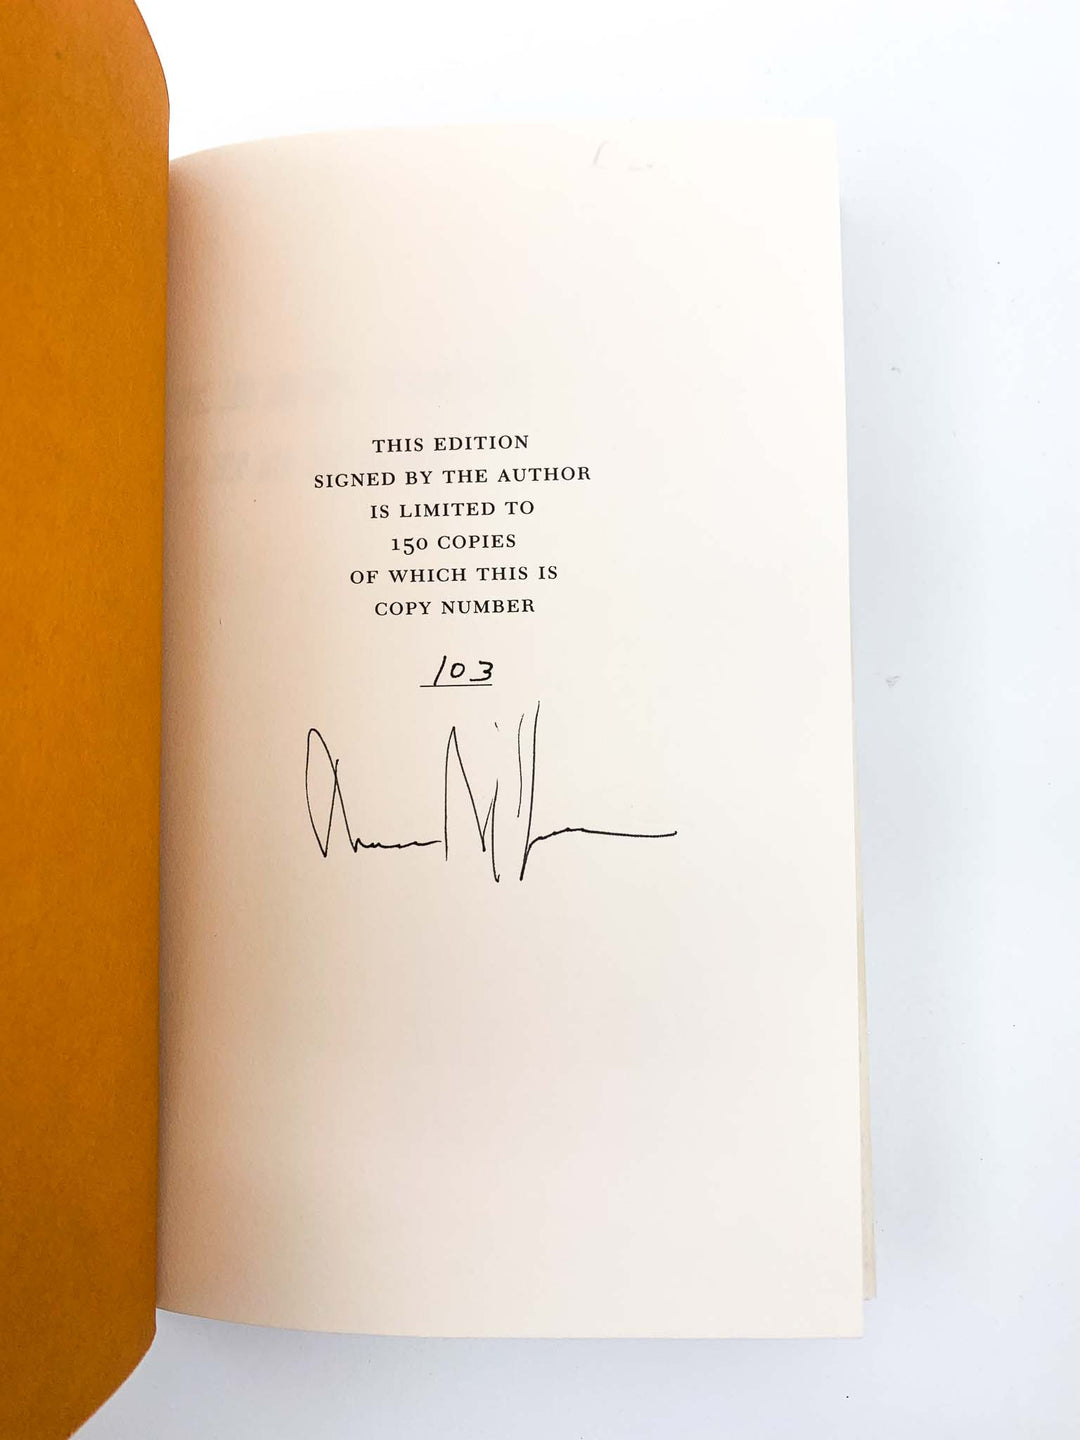 THIS EDITION
SIGNED BY THE AUTHOR
IS LIMITED TO
150 COPIES
OF WHICH THIS IS
COPY NUMBER
103